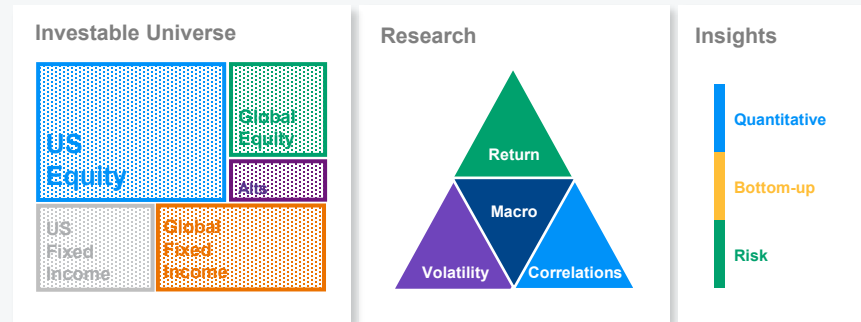 Investable Universe
US
Equity
Global
Equity
Alts
US
Fixed
Income
Global
Fixed
Income
Research
Return
Macro
Volatility
Correlations
Insights
Quantitative
Bottom-up
Risk